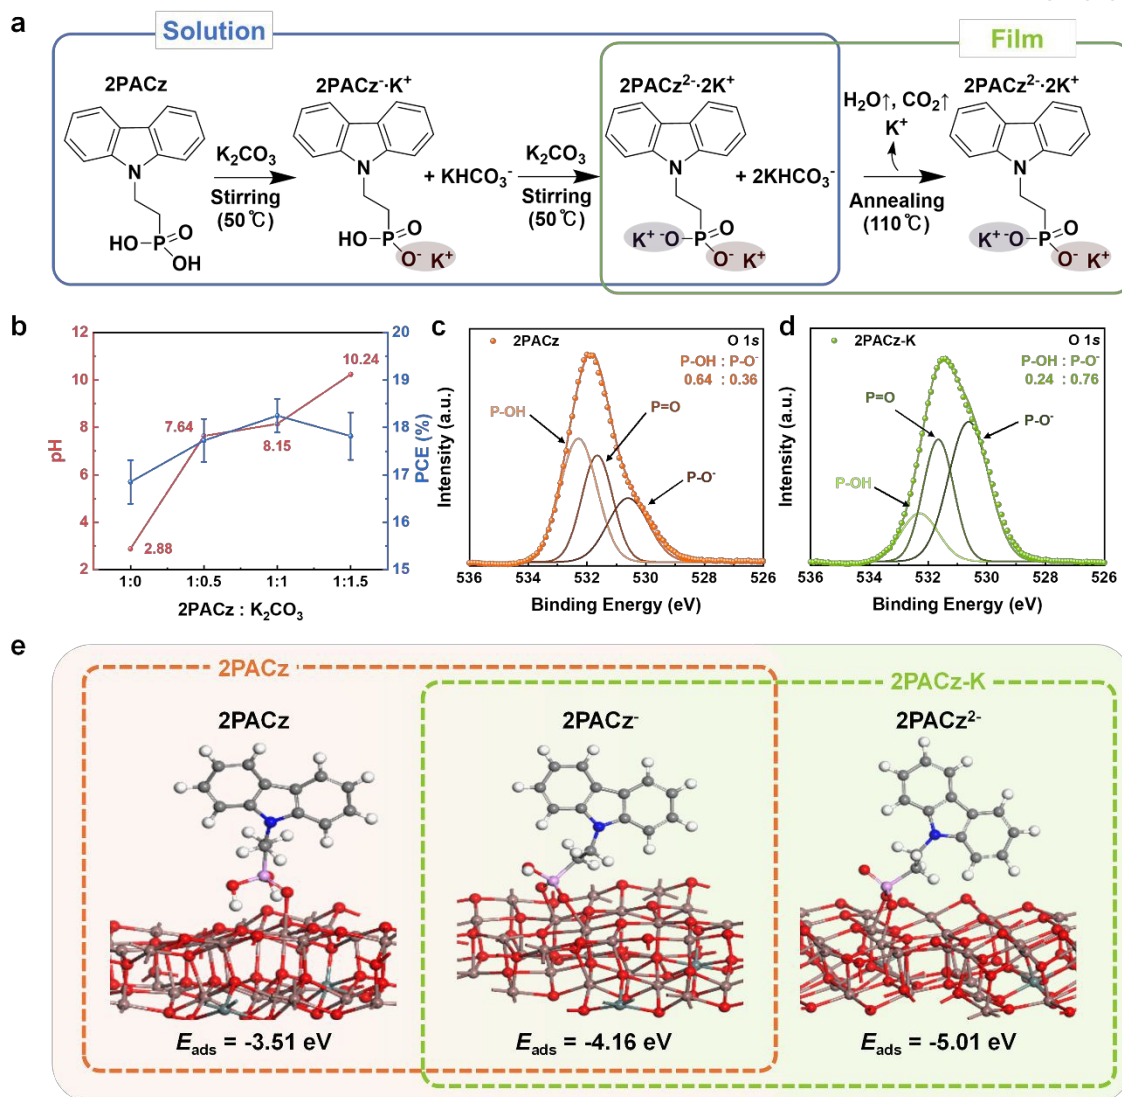 a
Solution
Film
2PACz
2PACz⁻·K⁺
2PACz²⁻·2K⁺
H₂O↑, CO₂↑
K⁺
2PACz²⁻·2K⁺
N
K₂CO₃
Stirring
(50℃)
N
+ KHCO₃⁻
K₂CO₃
Stirring
(50℃)
N
+ 2KHCO₃⁻
Annealing
(110℃)
N
HO
P
O
OH
HO
P
O
O⁻ K⁺
K⁺ ⁻O
P
O
O⁻ K⁺
K⁺ ⁻O
P
O
O⁻ K⁺
b
pH
12
10
8
6
4
2
2.88
7.64
8.15
10.24
20
19
18
17
16
15
PCE (%)
1:0
1:0.5
1:1
1:1.5
2PACz : K₂CO₃
c
2PACz
O 1s
P-OH : P-O⁻
0.64 : 0.36
P-OH
P=O
P-O⁻
Intensity (a.u.)
536
534
532
530
528
526
Binding Energy (eV)
d
2PACz-K
O 1s
P-OH : P-O⁻
0.24 : 0.76
P=O
P-O⁻
P-OH
Intensity (a.u.)
536
534
532
530
528
526
Binding Energy (eV)
e
2PACz
2PACz-K
2PACz
2PACz⁻
2PACz²⁻
Eads = -3.51 eV
Eads = -4.16 eV
Eads = -5.01 eV